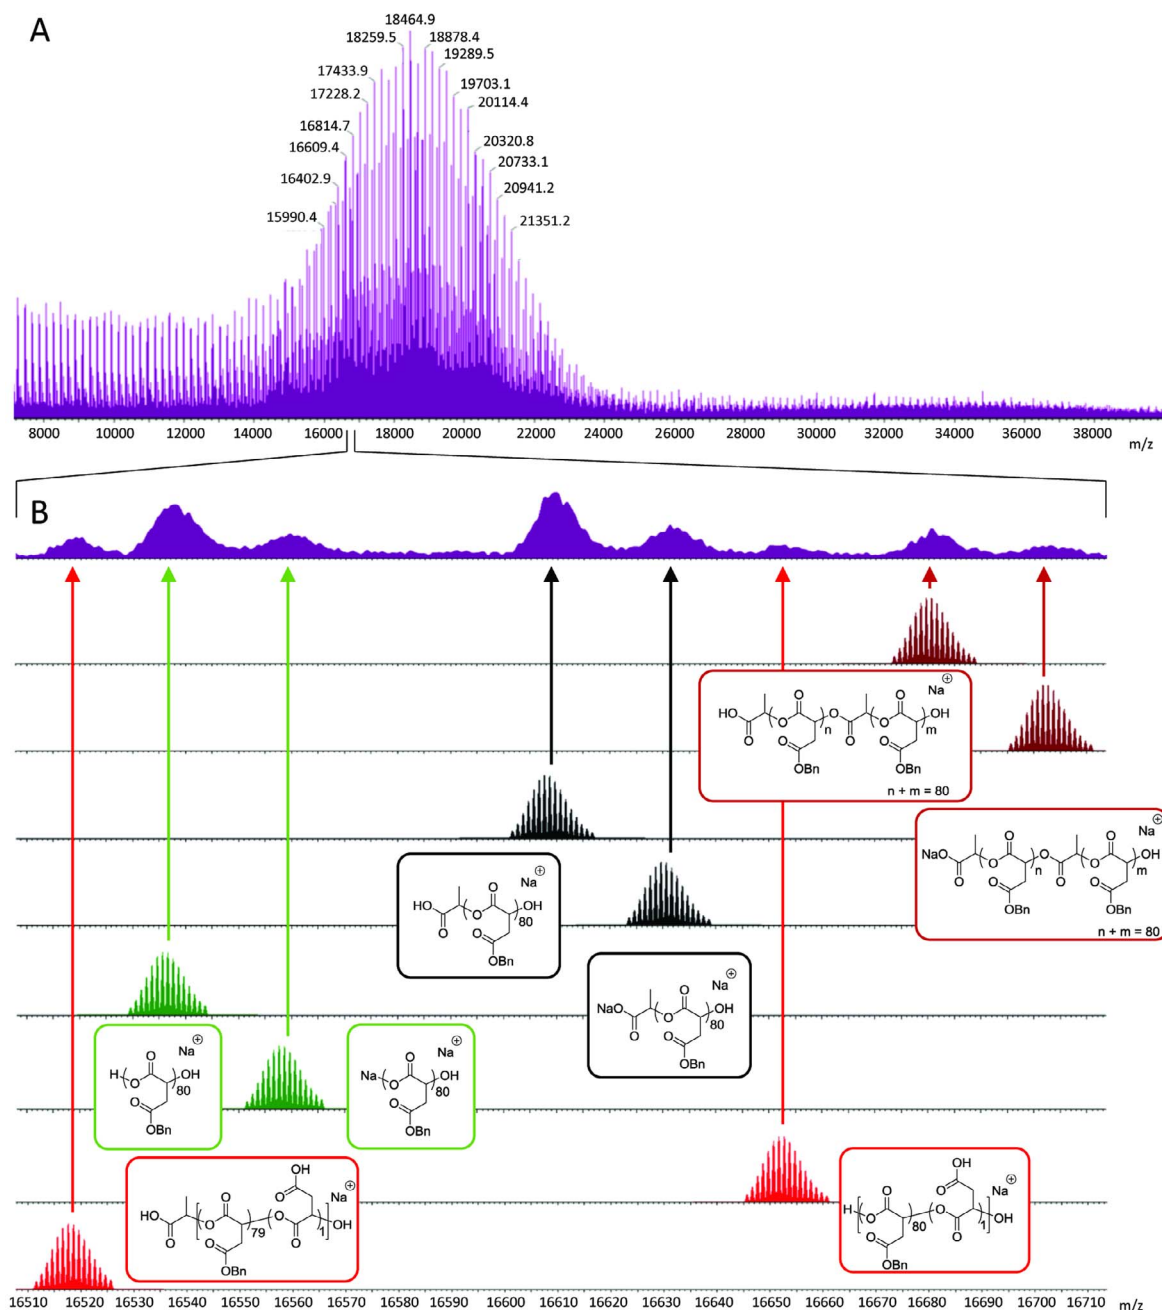 A
18464.9
18259.5
18878.4
19289.5
17433.9
19703.1
17228.2
20114.4
16814.7
20320.8
16609.4
20733.1
16402.9
20941.2
15990.4
21351.2
8000 10000 12000 14000 16000 18000 20000 22000 24000 26000 28000 30000 32000 34000 36000 38000
m/z
B
Na⊕
O O O
HO O n O O m OH
O O O O
OBn OBn
n + m = 80
Na⊕
O O O
NaO O n O O m OH
O O O O
OBn OBn
n + m = 80
Na⊕
O
HO O OH
80
O O
OBn
Na⊕
O
NaO O OH
80
O O
OBn
Na⊕
O
H O OH
80
O
OBn
Na⊕
O
Na O OH
80
O
OBn
OH
O Na⊕
O
HO O O OH
79 1
O O O
OBn
OH
O Na⊕
O
H O O OH
80 1
O O
OBn
16510 16520 16530 16540 16550 16560 16570 16580 16590 16600 16610 16620 16630 16640 16650 16660 16670 16680 16690 16700 16710 m/z